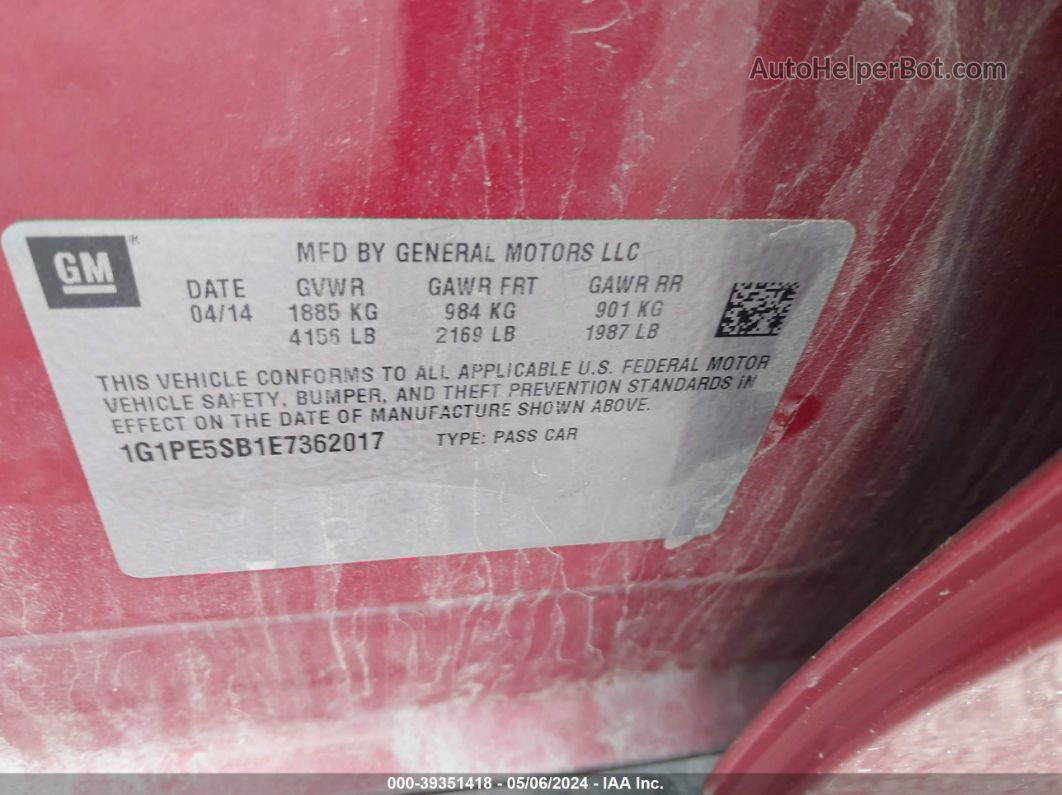 AutoHelperBot.com
GM®
MFD BY GENERAL MOTORS LLC
DATE GVWR GAWR FRT GAWR RR
04/14 1885 KG 984 KG 901 KG
4156 LB 2169 LB 1987 LB
THIS VEHICLE CONFORMS TO ALL APPLICABLE U.S. FEDERAL MOTOR
VEHICLE SAFETY, BUMPER, AND THEFT PREVENTION STANDARDS IN
EFFECT ON THE DATE OF MANUFACTURE SHOWN ABOVE.
1G1PE5SB1E7362017 TYPE: PASS CAR
000-39351418 - 05/06/2024 - IAA Inc.